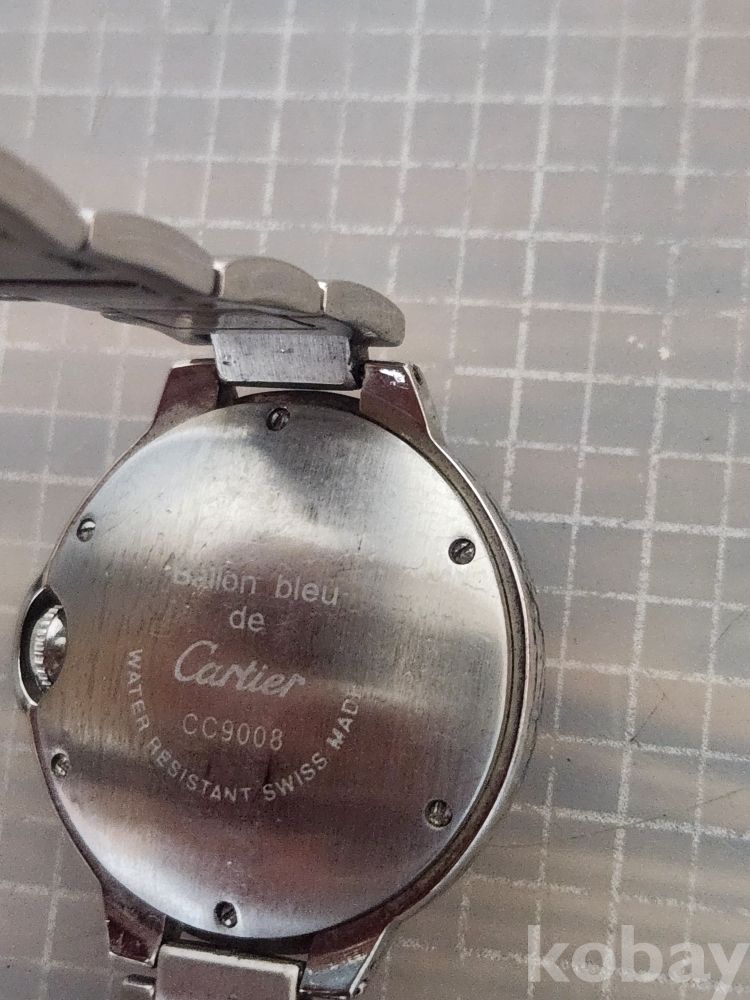 Ballon bleu
de
Cartier
CC9008
WATER RESISTANT SWISS MADE
kobay